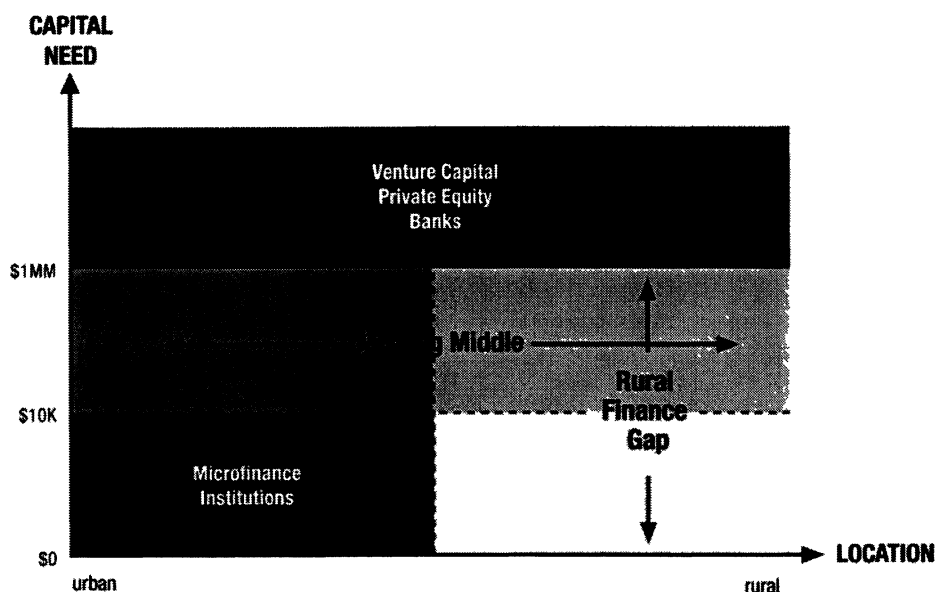 CAPITAL
NEED
Venture Capital
Private Equity
Banks
$1MM
g Middle
Rural
Finance
Gap
$10K
Microfinance
Institutions
$0
LOCATION
urban
rural